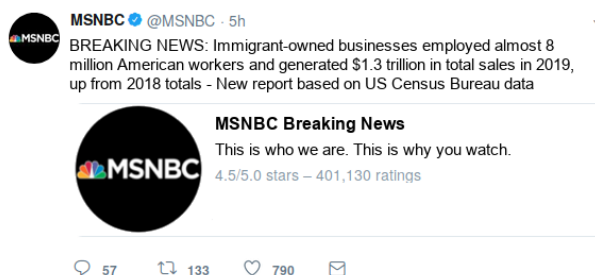 MSNBC @MSNBC · 5h
MSNBC
BREAKING NEWS: Immigrant-owned businesses employed almost 8
million American workers and generated $1.3 trillion in total sales in 2019,
up from 2018 totals - New report based on US Census Bureau data
MSNBC Breaking News
This is who we are. This is why you watch.
MSNBC
4.5/5.0 stars – 401,130 ratings
57 133 790